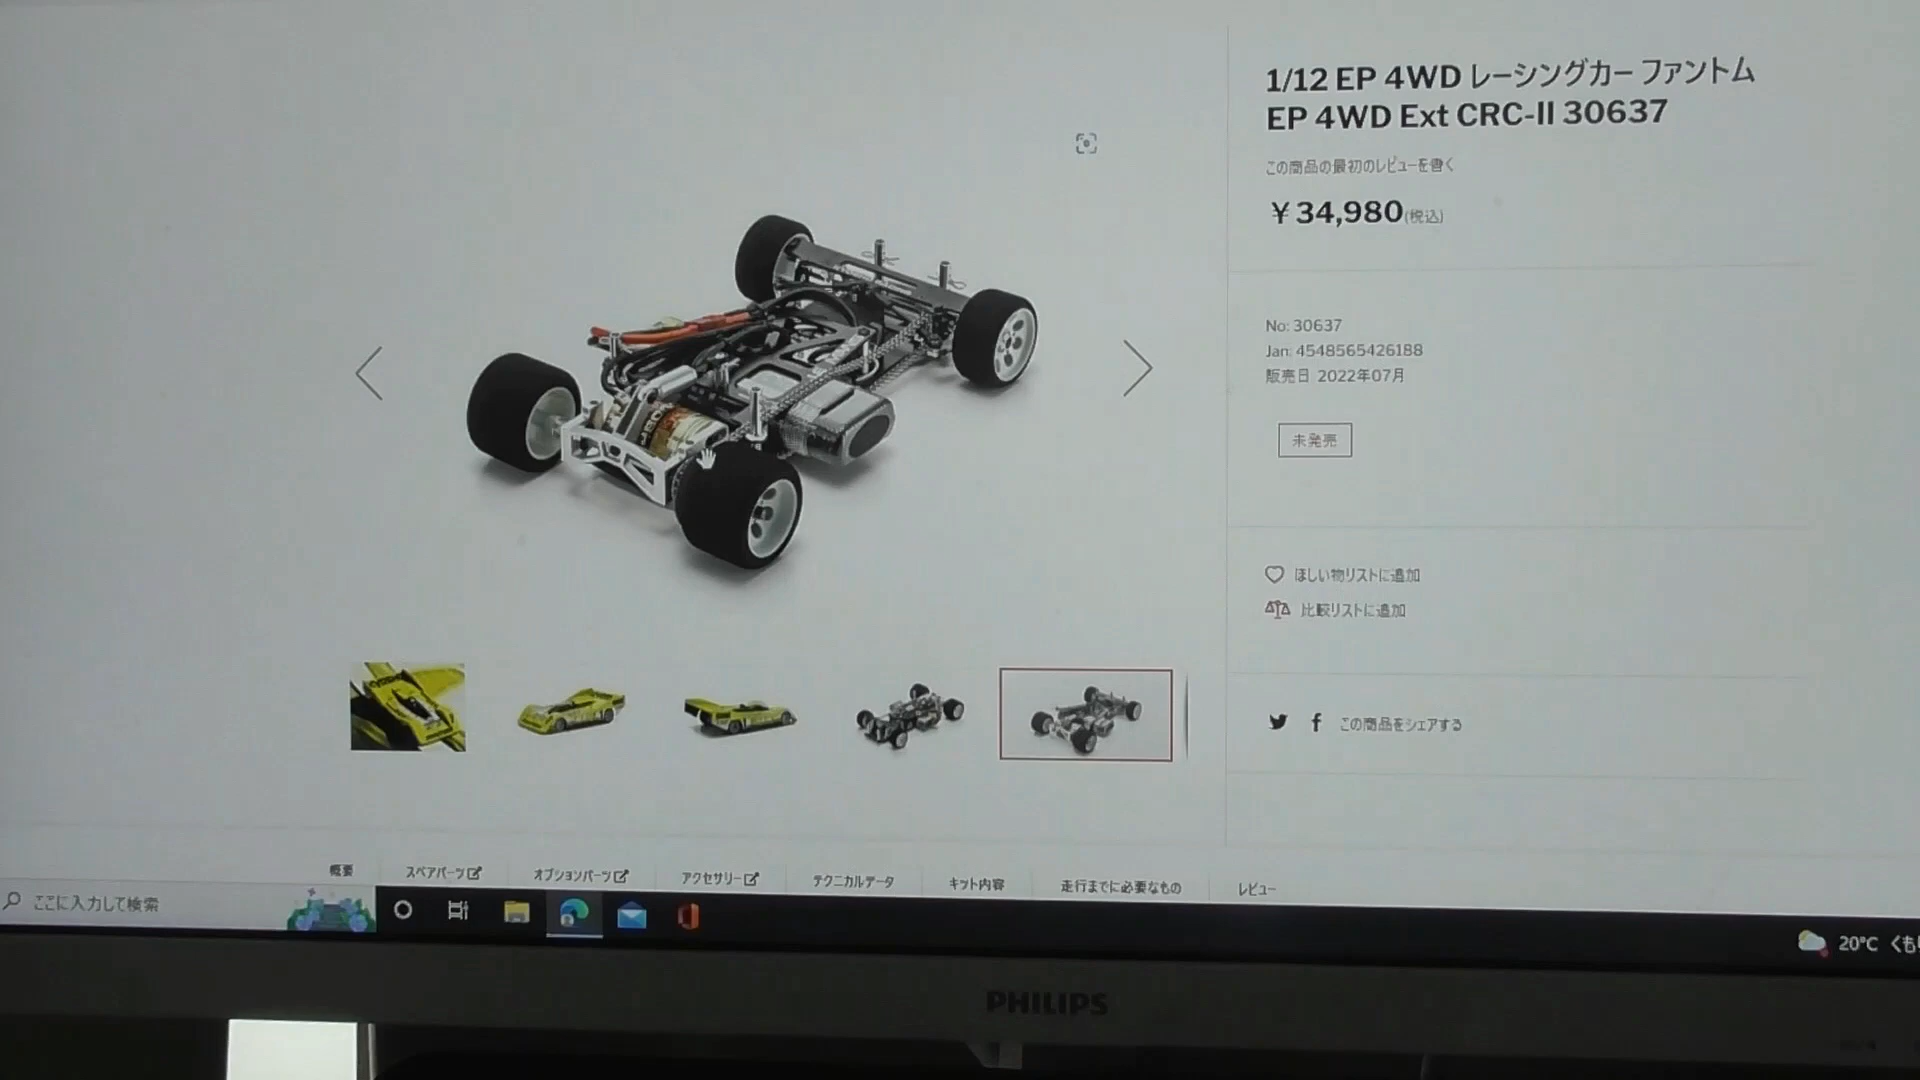 1/12 EP 4WD レーシングカー ファントム
EP 4WD Ext CRC-II 30637
この商品の最初のレビューを書く
￥34,980(税込)
No: 30637
Jan: 4548565426188
販売日 2022年07月
未発売
ほしい物リストに追加
比較リストに追加
この商品をシェアする
概要
スペアパーツ
オプションパーツ
アクセサリー
テクニカルデータ
キット内容
走行までに必要なもの
レビュー
ここに入力して検索
20°C くも
PHILIPS